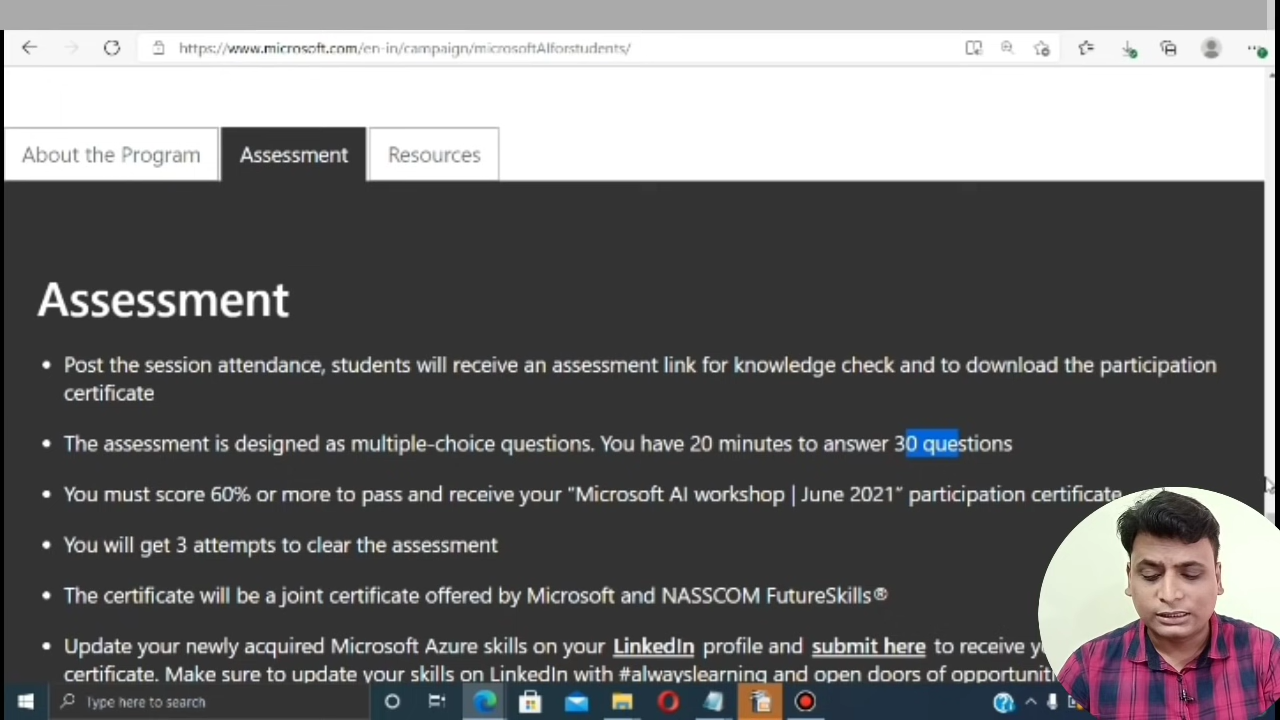 https://www.microsoft.com/en-in/campaign/microsoftAIforstudents/
About the Program
Assessment
Resources
Assessment
• Post the session attendance, students will receive an assessment link for knowledge check and to download the participation
certificate
• The assessment is designed as multiple-choice questions. You have 20 minutes to answer 30 questions
• You must score 60% or more to pass and receive your "Microsoft AI workshop | June 2021" participation certificate
• You will get 3 attempts to clear the assessment
• The certificate will be a joint certificate offered by Microsoft and NASSCOM FutureSkills®
• Update your newly acquired Microsoft Azure skills on your LinkedIn profile and submit here to receive
certificate. Make sure to update your skills on LinkedIn with #alwayslearning and open doors of
Type here to search